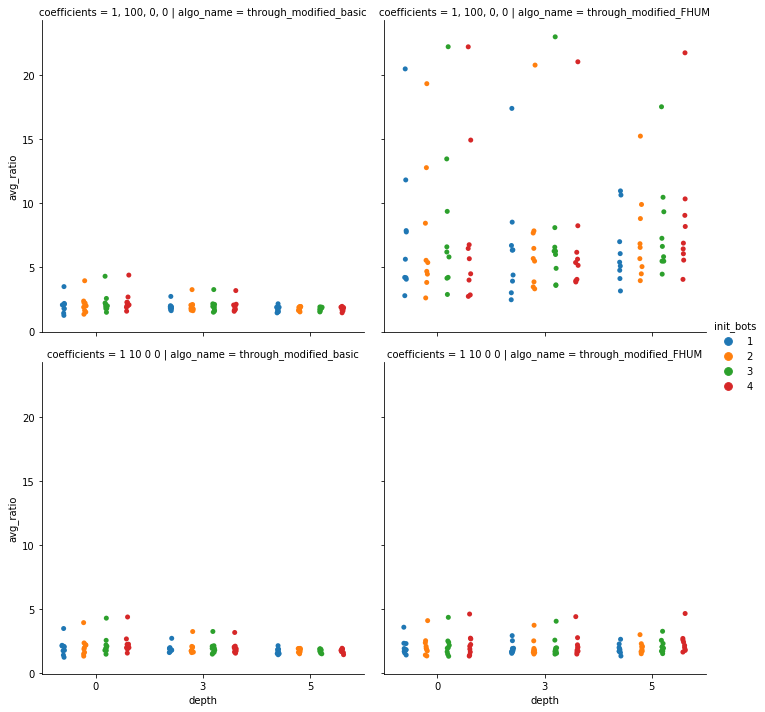 coefficients = 1, 100, 0, 0 | algo_name = through_modified_basic
coefficients = 1, 100, 0, 0 | algo_name = through_modified_FHUM
20
15
10
5
0
avg_ratio
init_bots
1
2
3
4
coefficients = 1 10 0 0 | algo_name = through_modified_basic
coefficients = 1 10 0 0 | algo_name = through_modified_FHUM
20
15
10
5
0
avg_ratio
0 3 5
depth
0 3 5
depth